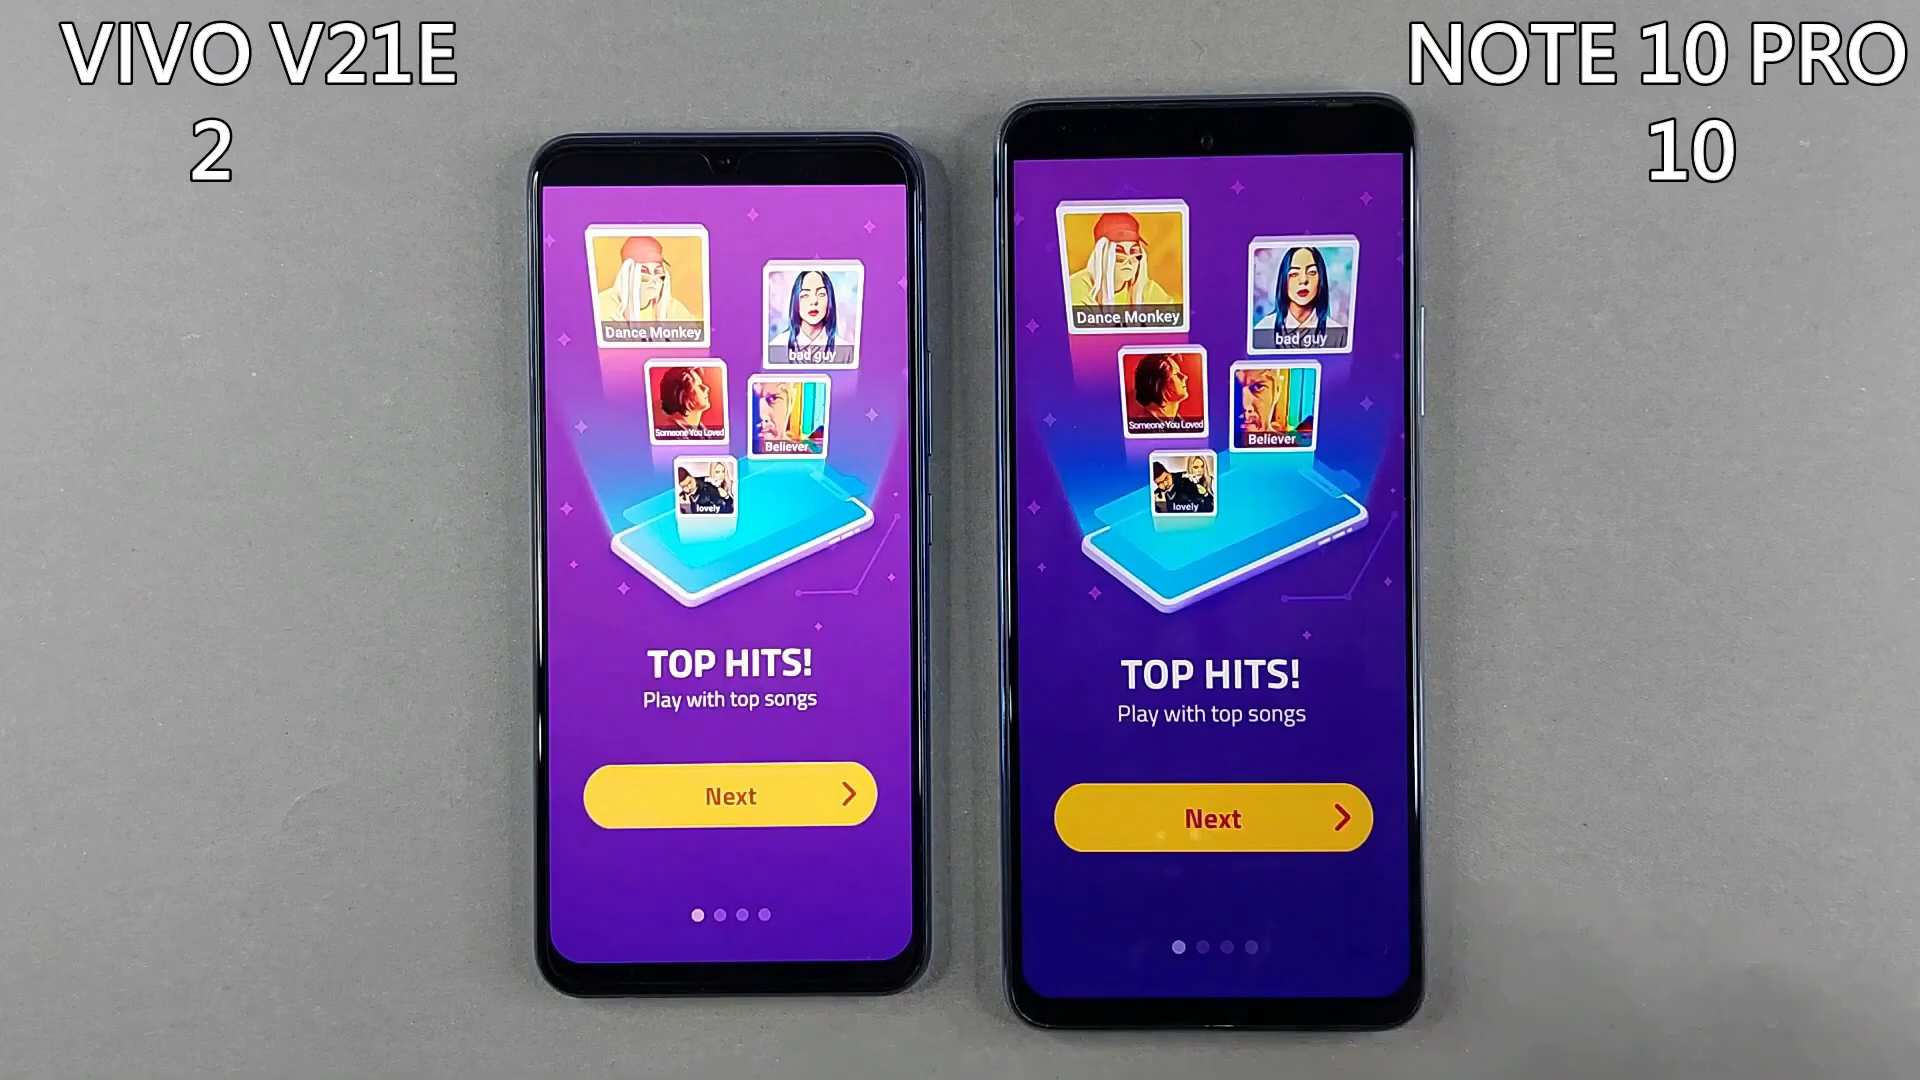 VIVO V21E
2
NOTE 10 PRO
10
Dance Monkey
bad guy
Someone You Loved
Believer
lovely
TOP HITS!
Play with top songs
Next
Dance Monkey
bad guy
Someone You Loved
Believer
lovely
TOP HITS!
Play with top songs
Next